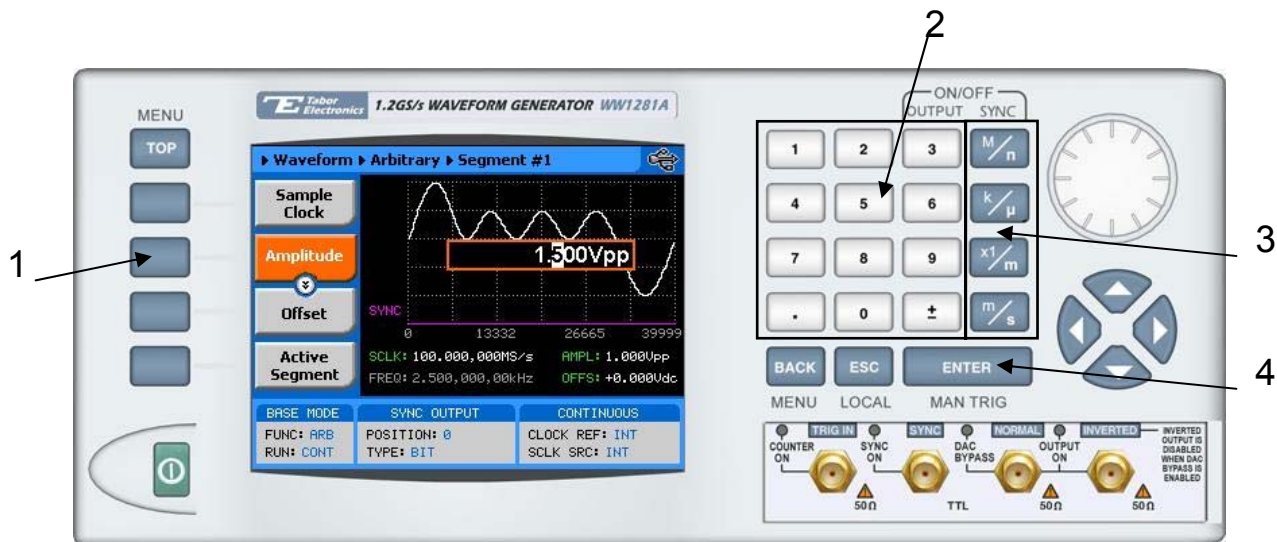 2
MENU
TOP
Tabor Electronics 1.2GS/s WAVEFORM GENERATOR WW1281A
ON/OFF
OUTPUT SYNC
Waveform Arbitrary Segment #1
Sample Clock
Amplitude
Offset
Active Segment
1.500Vpp
SYNC
0 13332 26665 39999
SCLK: 100.000,000MS/s AMPL: 1.000Vpp
FREQ: 2.500,000,00kHz OFFS: +0.000Vdc
BASE MODE SYNC OUTPUT CONTINUOUS
FUNC: ARB POSITION: 0 CLOCK REF: INT
RUN: CONT TYPE: BIT SCLK SRC: INT
1 2 3 M/n
4 5 6 k/μ
7 8 9 x1/m
. 0 ± m/s
1
3
4
BACK ESC ENTER
MENU LOCAL MAN TRIG
TRIG IN SYNC NORMAL INVERTED
COUNTER ON
SYNC ON
DAC BYPASS
OUTPUT ON
INVERTED OUTPUT IS DISABLED WHEN DAC BYPASS IS ENABLED
50Ω TTL 50Ω 50Ω